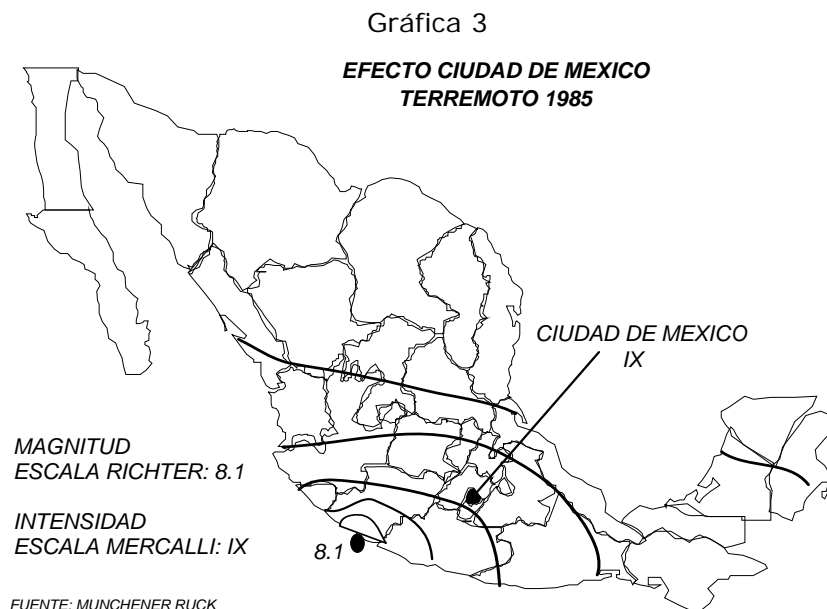 Gráfica 3
EFECTO CIUDAD DE MEXICO
TERREMOTO 1985
CIUDAD DE MEXICO
IX
MAGNITUD
ESCALA RICHTER: 8.1
INTENSIDAD
ESCALA MERCALLI: IX
8.1
FUENTE: MUNCHENER RUCK